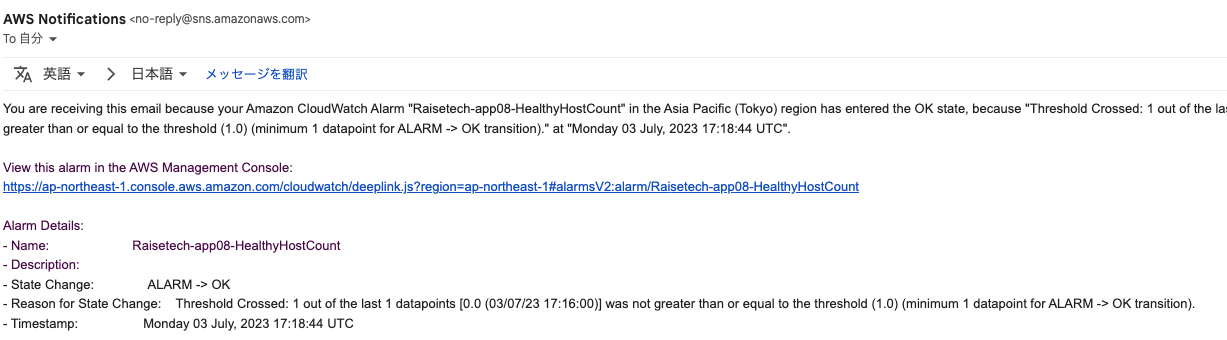 AWS Notifications <no-reply@sns.amazonaws.com>
To 自分
英語 日本語 メッセージを翻訳
You are receiving this email because your Amazon CloudWatch Alarm "Raisetech-app08-HealthyHostCount" in the Asia Pacific (Tokyo) region has entered the OK state, because "Threshold Crossed: 1 out of the
greater than or equal to the threshold (1.0) (minimum 1 datapoint for ALARM -> OK transition)." at "Monday 03 July, 2023 17:18:44 UTC".
View this alarm in the AWS Management Console:
https://ap-northeast-1.console.aws.amazon.com/cloudwatch/deeplink.js?region=ap-northeast-1#alarmsV2:alarm/Raisetech-app08-HealthyHostCount
Alarm Details:
- Name: Raisetech-app08-HealthyHostCount
- Description:
- State Change: ALARM -> OK
- Reason for State Change: Threshold Crossed: 1 out of the last 1 datapoints [0.0 (03/07/23 17:16:00)] was not greater than or equal to the threshold (1.0) (minimum 1 datapoint for ALARM -> OK transition).
- Timestamp: Monday 03 July, 2023 17:18:44 UTC